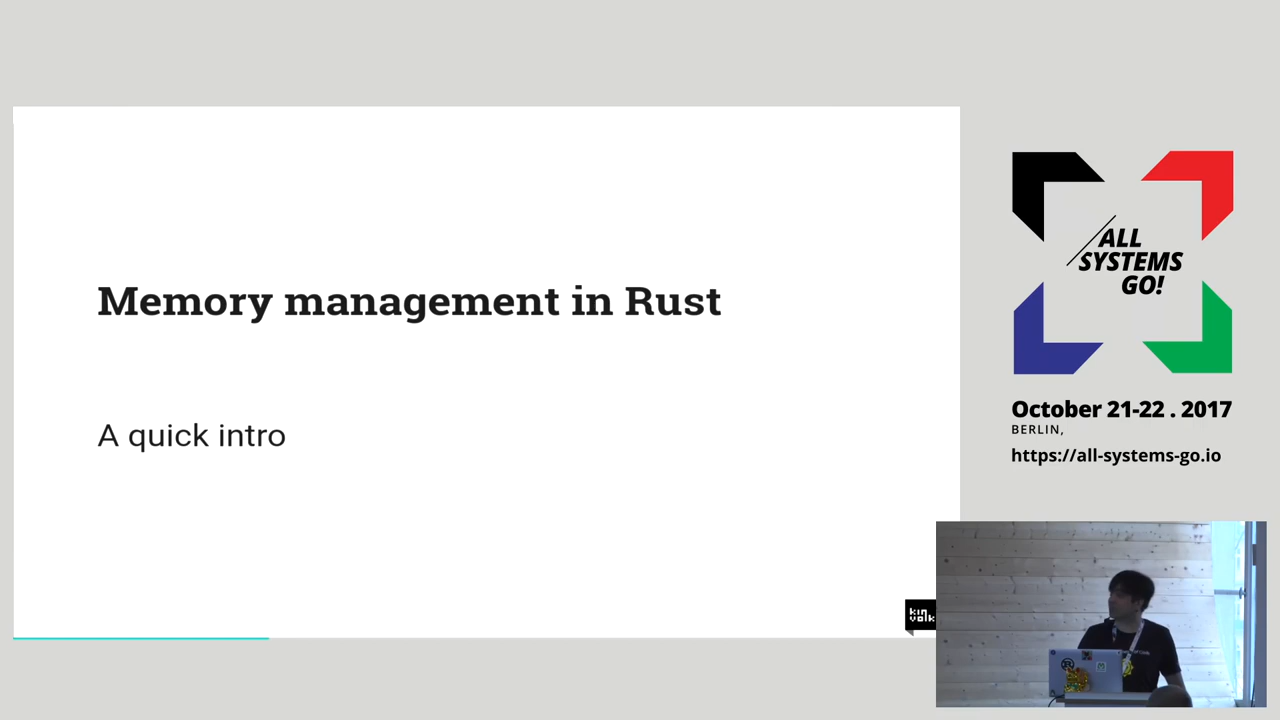 Memory management in Rust
A quick intro
kin
volk
ALL
SYSTEMS
GO!
October 21-22 . 2017
BERLIN,
https://all-systems-go.io